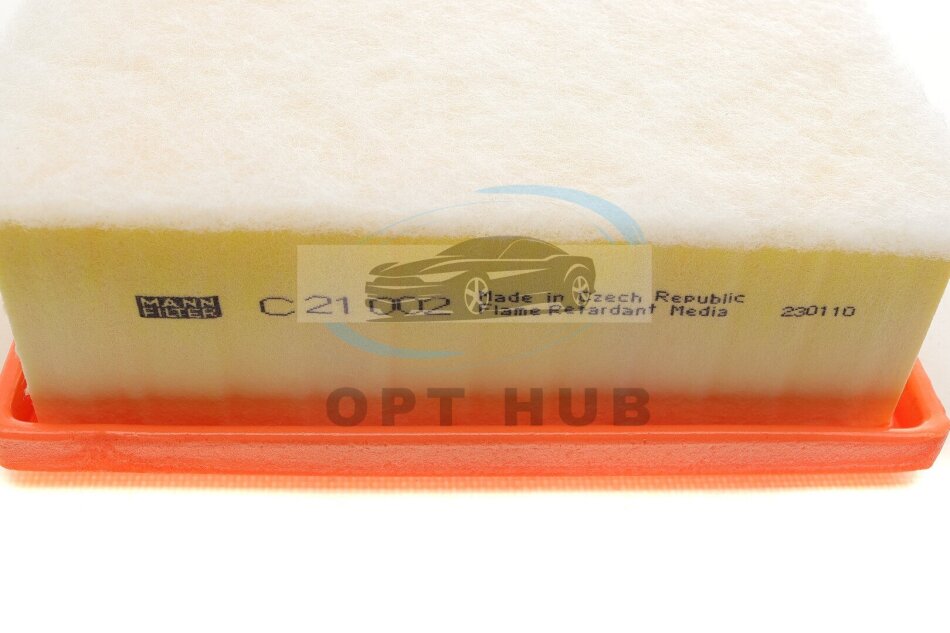 MANN
FILTER
C 21 002
Made in Czech Republic
Flame Retardant Media
230110
OPT HUB